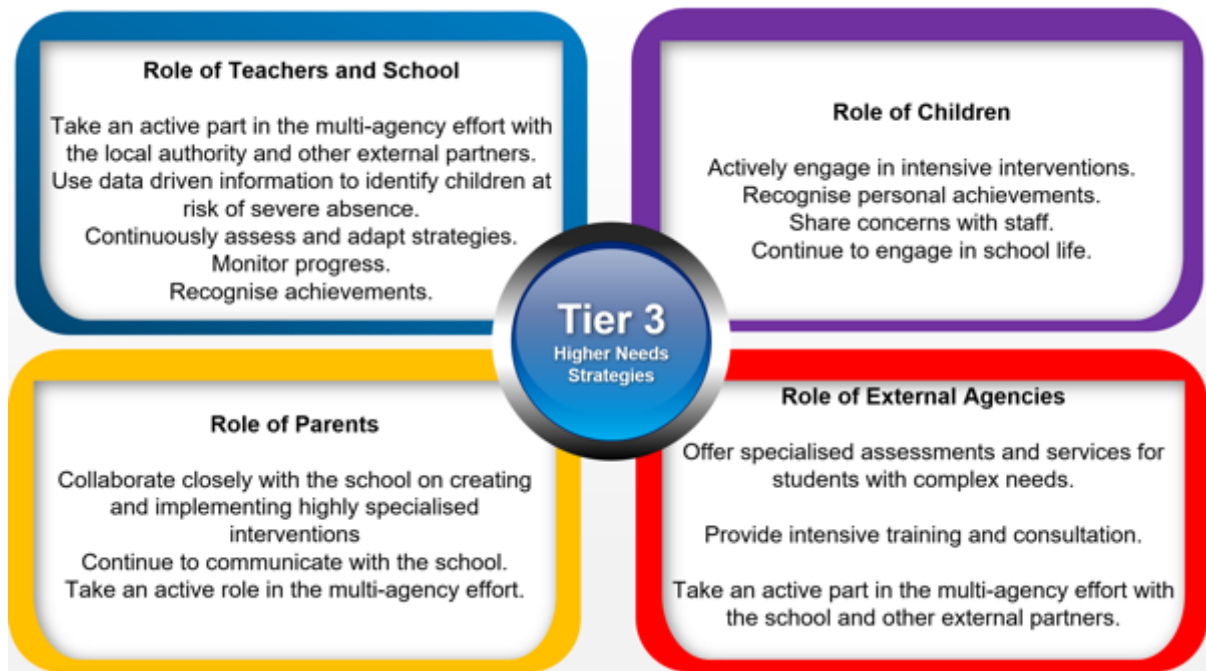 Role of Teachers and School
Take an active part in the multi-agency effort with
the local authority and other external partners.
Use data driven information to identify children at
risk of severe absence.
Continuously assess and adapt strategies.
Monitor progress.
Recognise achievements.
Role of Children
Actively engage in intensive interventions.
Recognise personal achievements.
Share concerns with staff.
Continue to engage in school life.
Tier 3
Higher Needs
Strategies
Role of Parents
Collaborate closely with the school on creating
and implementing highly specialised
interventions
Continue to communicate with the school.
Take an active role in the multi-agency effort.
Role of External Agencies
Offer specialised assessments and services for
students with complex needs.
Provide intensive training and consultation.
Take an active part in the multi-agency effort with
the school and other external partners.